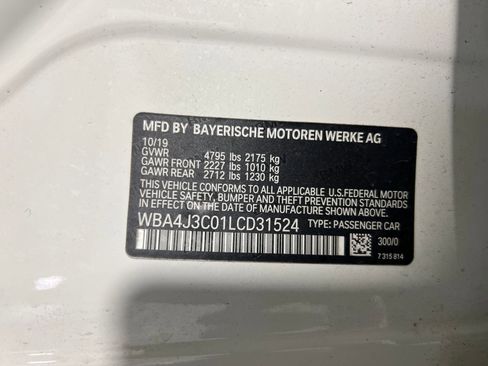 MFD BY BAYERISCHE MOTOREN WERKE AG
10/19
GVWR 4795 lbs 2175 kg
GAWR FRONT 2227 lbs 1010 kg
GAWR REAR 2712 lbs 1230 kg
THIS VEHICLE CONFORMS TO ALL APPLICABLE U.S.FEDERAL MOTOR
VEHICLE SAFETY, BUMPER, AND THEFT PREVENTION STANDARDS
IN EFFECT ON THE DATE OF MANUFACTURE SHOWN ABOVE.
WBA4J3C01LCD31524 TYPE: PASSENGER CAR
300/0
7 315 814